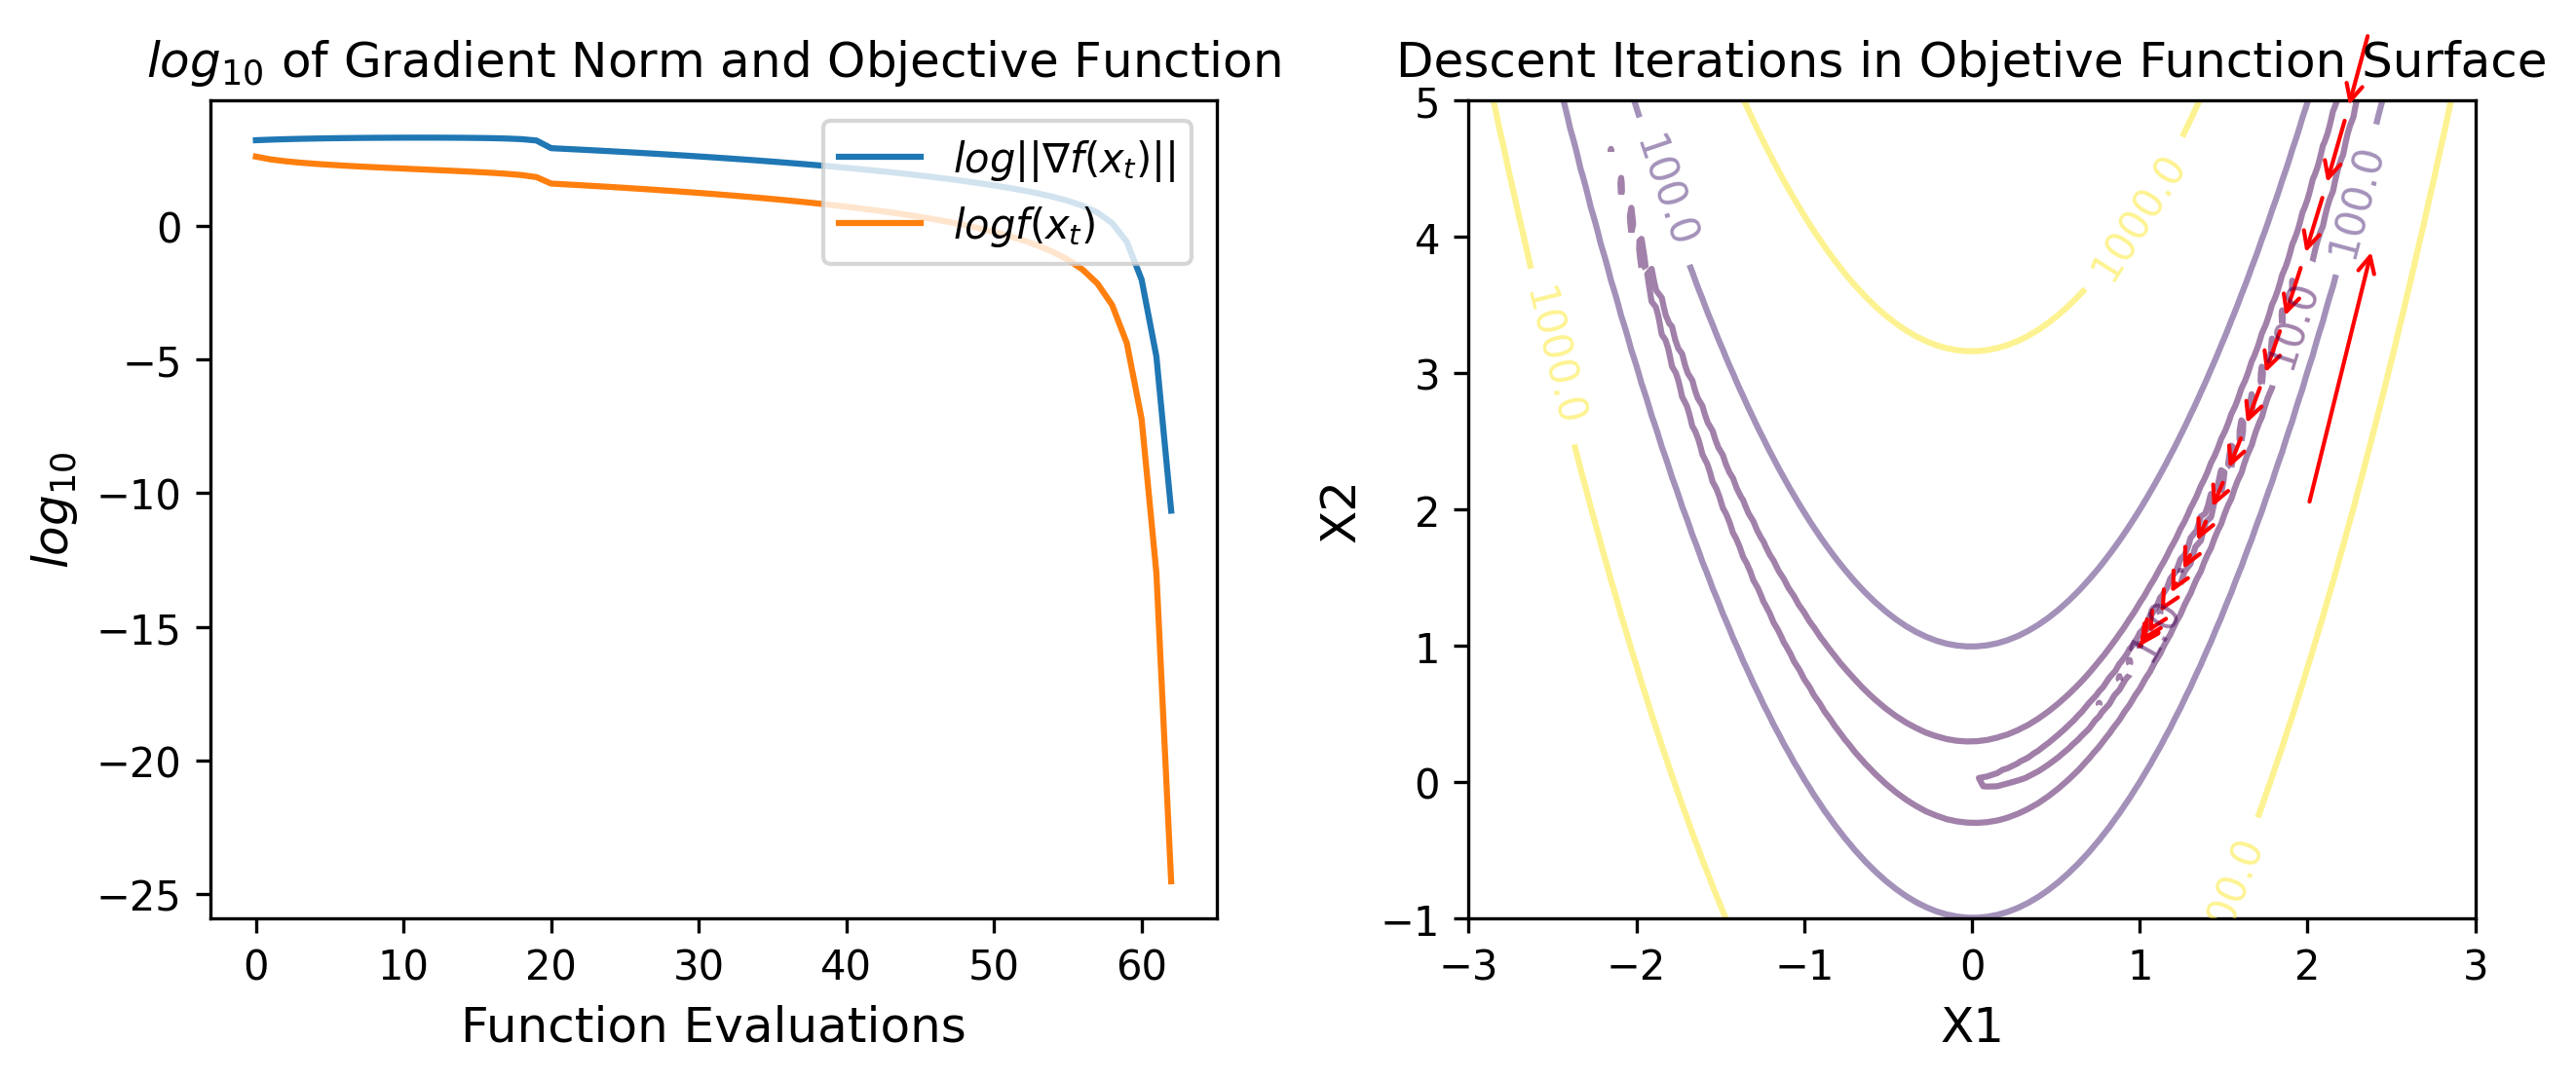 log₁₀ of Gradient Norm and Objective Function
log||∇f(xₜ)||
logf(xₜ)
0
−5
−10
−15
−20
−25
log₁₀
0 10 20 30 40 50 60
Function Evaluations
Descent Iterations in Objetive Function Surface
5
4
3
2
1
0
−1
X2
1000.0
100.0
1000.0
100.0
10.0
−3 −2 −1 0 1 2 3
X1